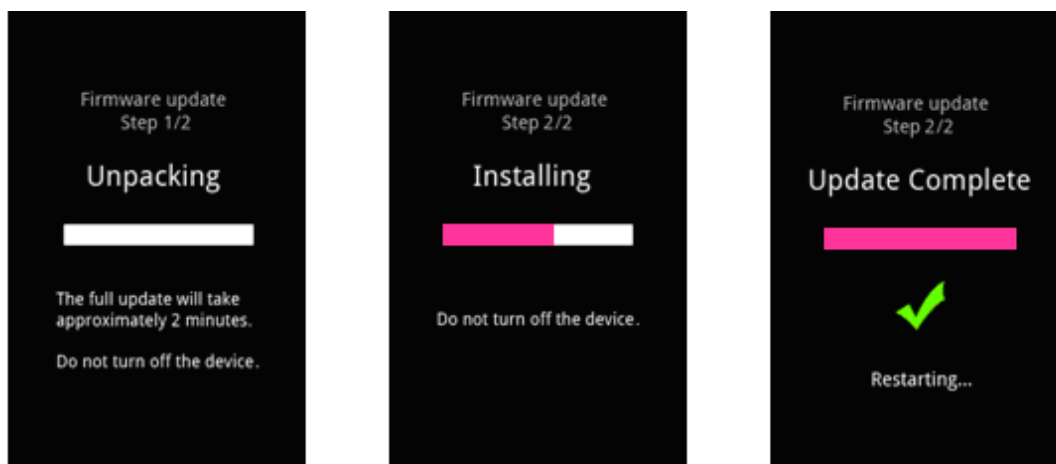 Firmware update
Step 1/2
Unpacking
The full update will take
approximately 2 minutes.
Do not turn off the device.
Firmware update
Step 2/2
Installing
Do not turn off the device.
Firmware update
Step 2/2
Update Complete
Restarting...